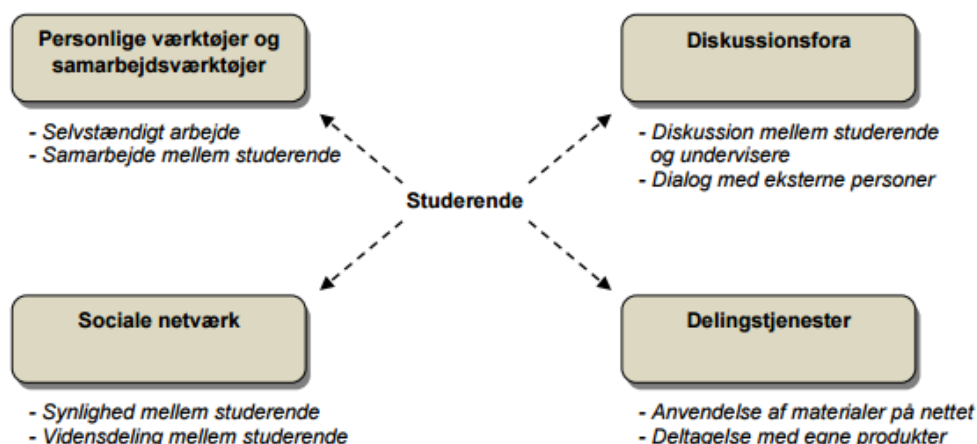 Personlige værktøjer og
samarbejdsværktøjer
- Selvstændigt arbejde
- Samarbejde mellem studerende
Diskussionsfora
- Diskussion mellem studerende
og undervisere
- Dialog med eksterne personer
Studerende
Sociale netværk
- Synlighed mellem studerende
- Vidensdeling mellem studerende
Delingstjenester
- Anvendelse af materialer på nettet
- Deltagelse med egne produkter